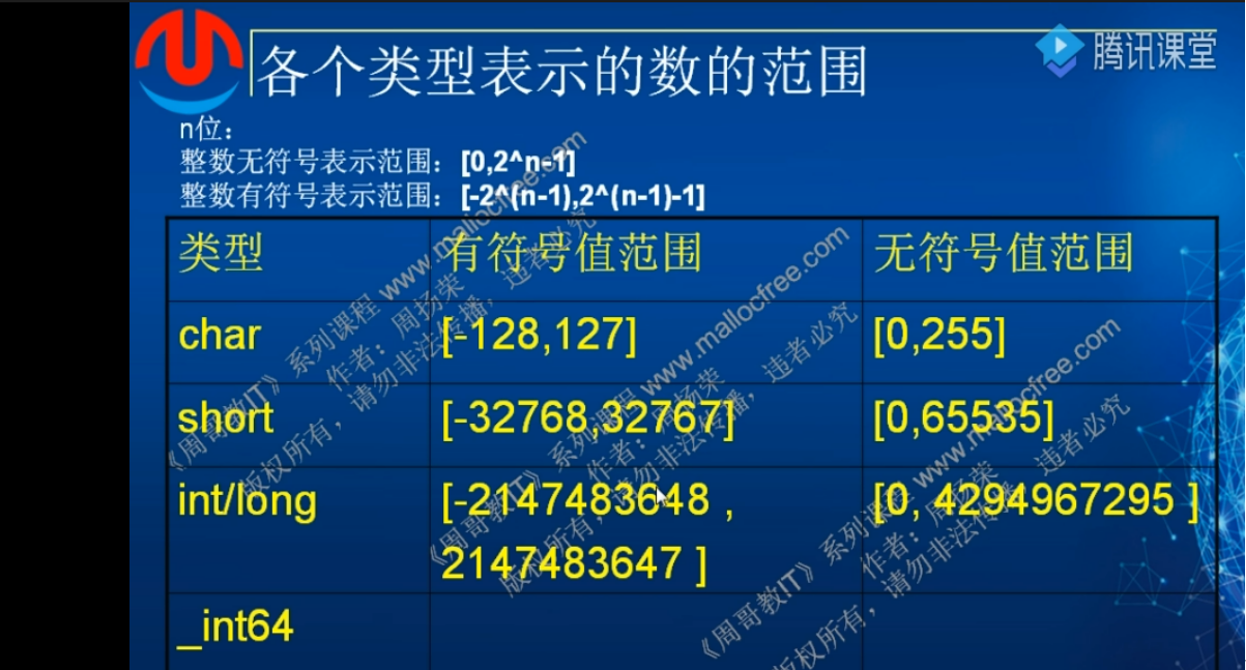 各个类型表示的数的范围
腾讯课堂
n位：
整数无符号表示范围：[0,2^n-1]
整数有符号表示范围：[-2^(n-1),2^(n-1)-1]
类型 有符号值范围 无符号值范围
char [-128,127] [0,255]
short [-32768,32767] [0,65535]
int/long [-2147483648 , [0, 4294967295 ]
2147483647 ]
_int64
《周哥教IT》系列课程 www.mallocfree.com
作者：周扬荣
版权所有，请勿非法传播，违者必究
《周哥教IT》系列课程 www.mallocfree.com
作者：周扬荣
版权所有，请勿非法传播，违者必究
《周哥教IT》系列课程 www.mallocfree.com
作者：周扬荣
版权所有，请勿非法传播，违者必究